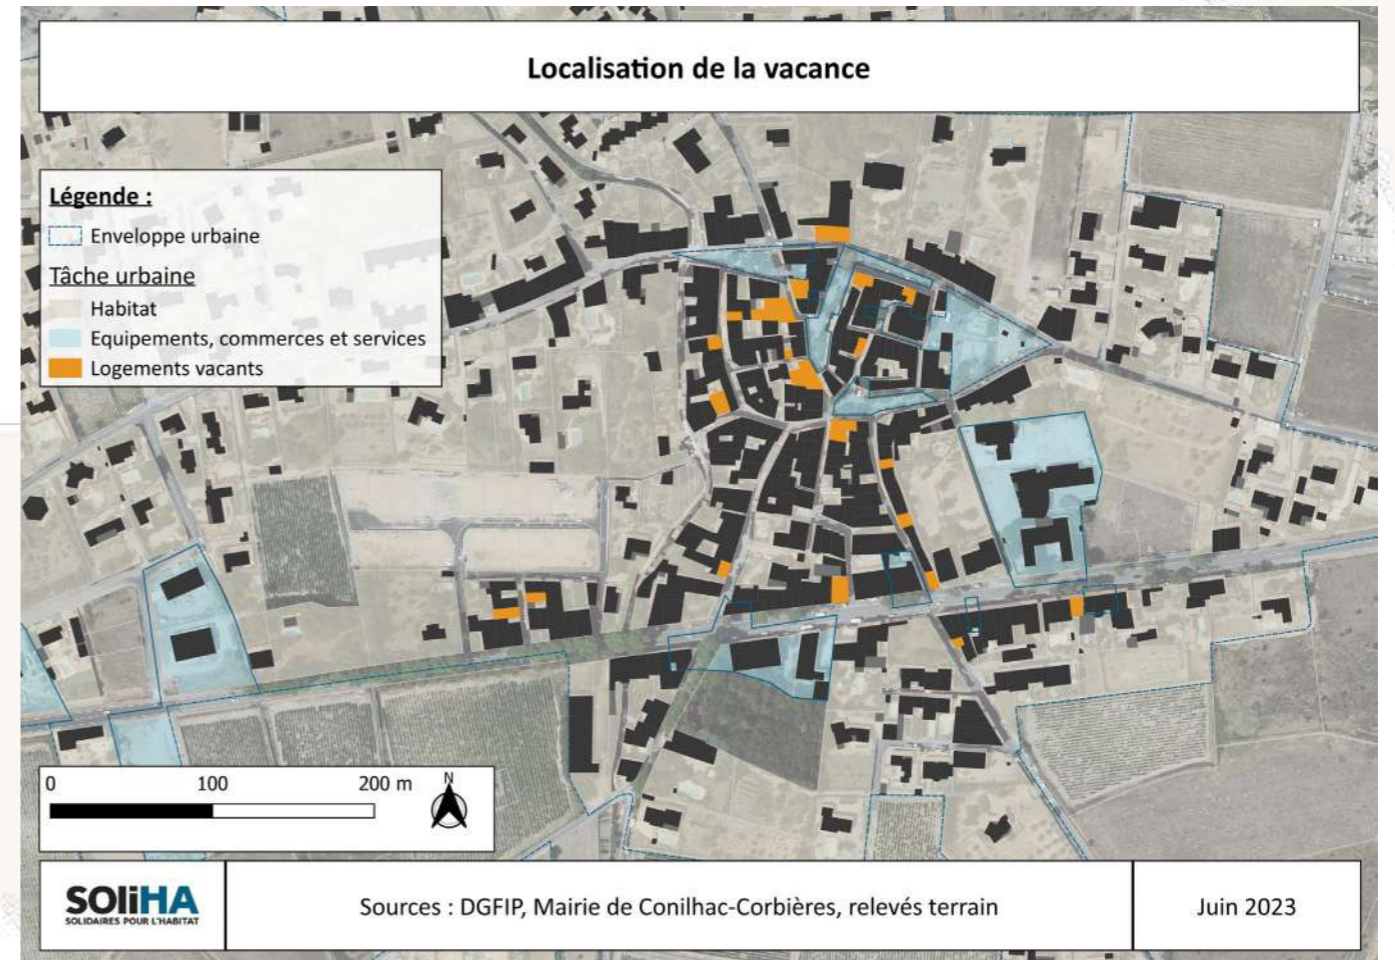 Localisation de la vacance
Légende :
Enveloppe urbaine
Tâche urbaine
Habitat
Equipements, commerces et services
Logements vacants
0 100 200 m N
SOliHA
SOLIDAIRES POUR L'HABITAT
Sources : DGFIP, Mairie de Conilhac-Corbières, relevés terrain
Juin 2023